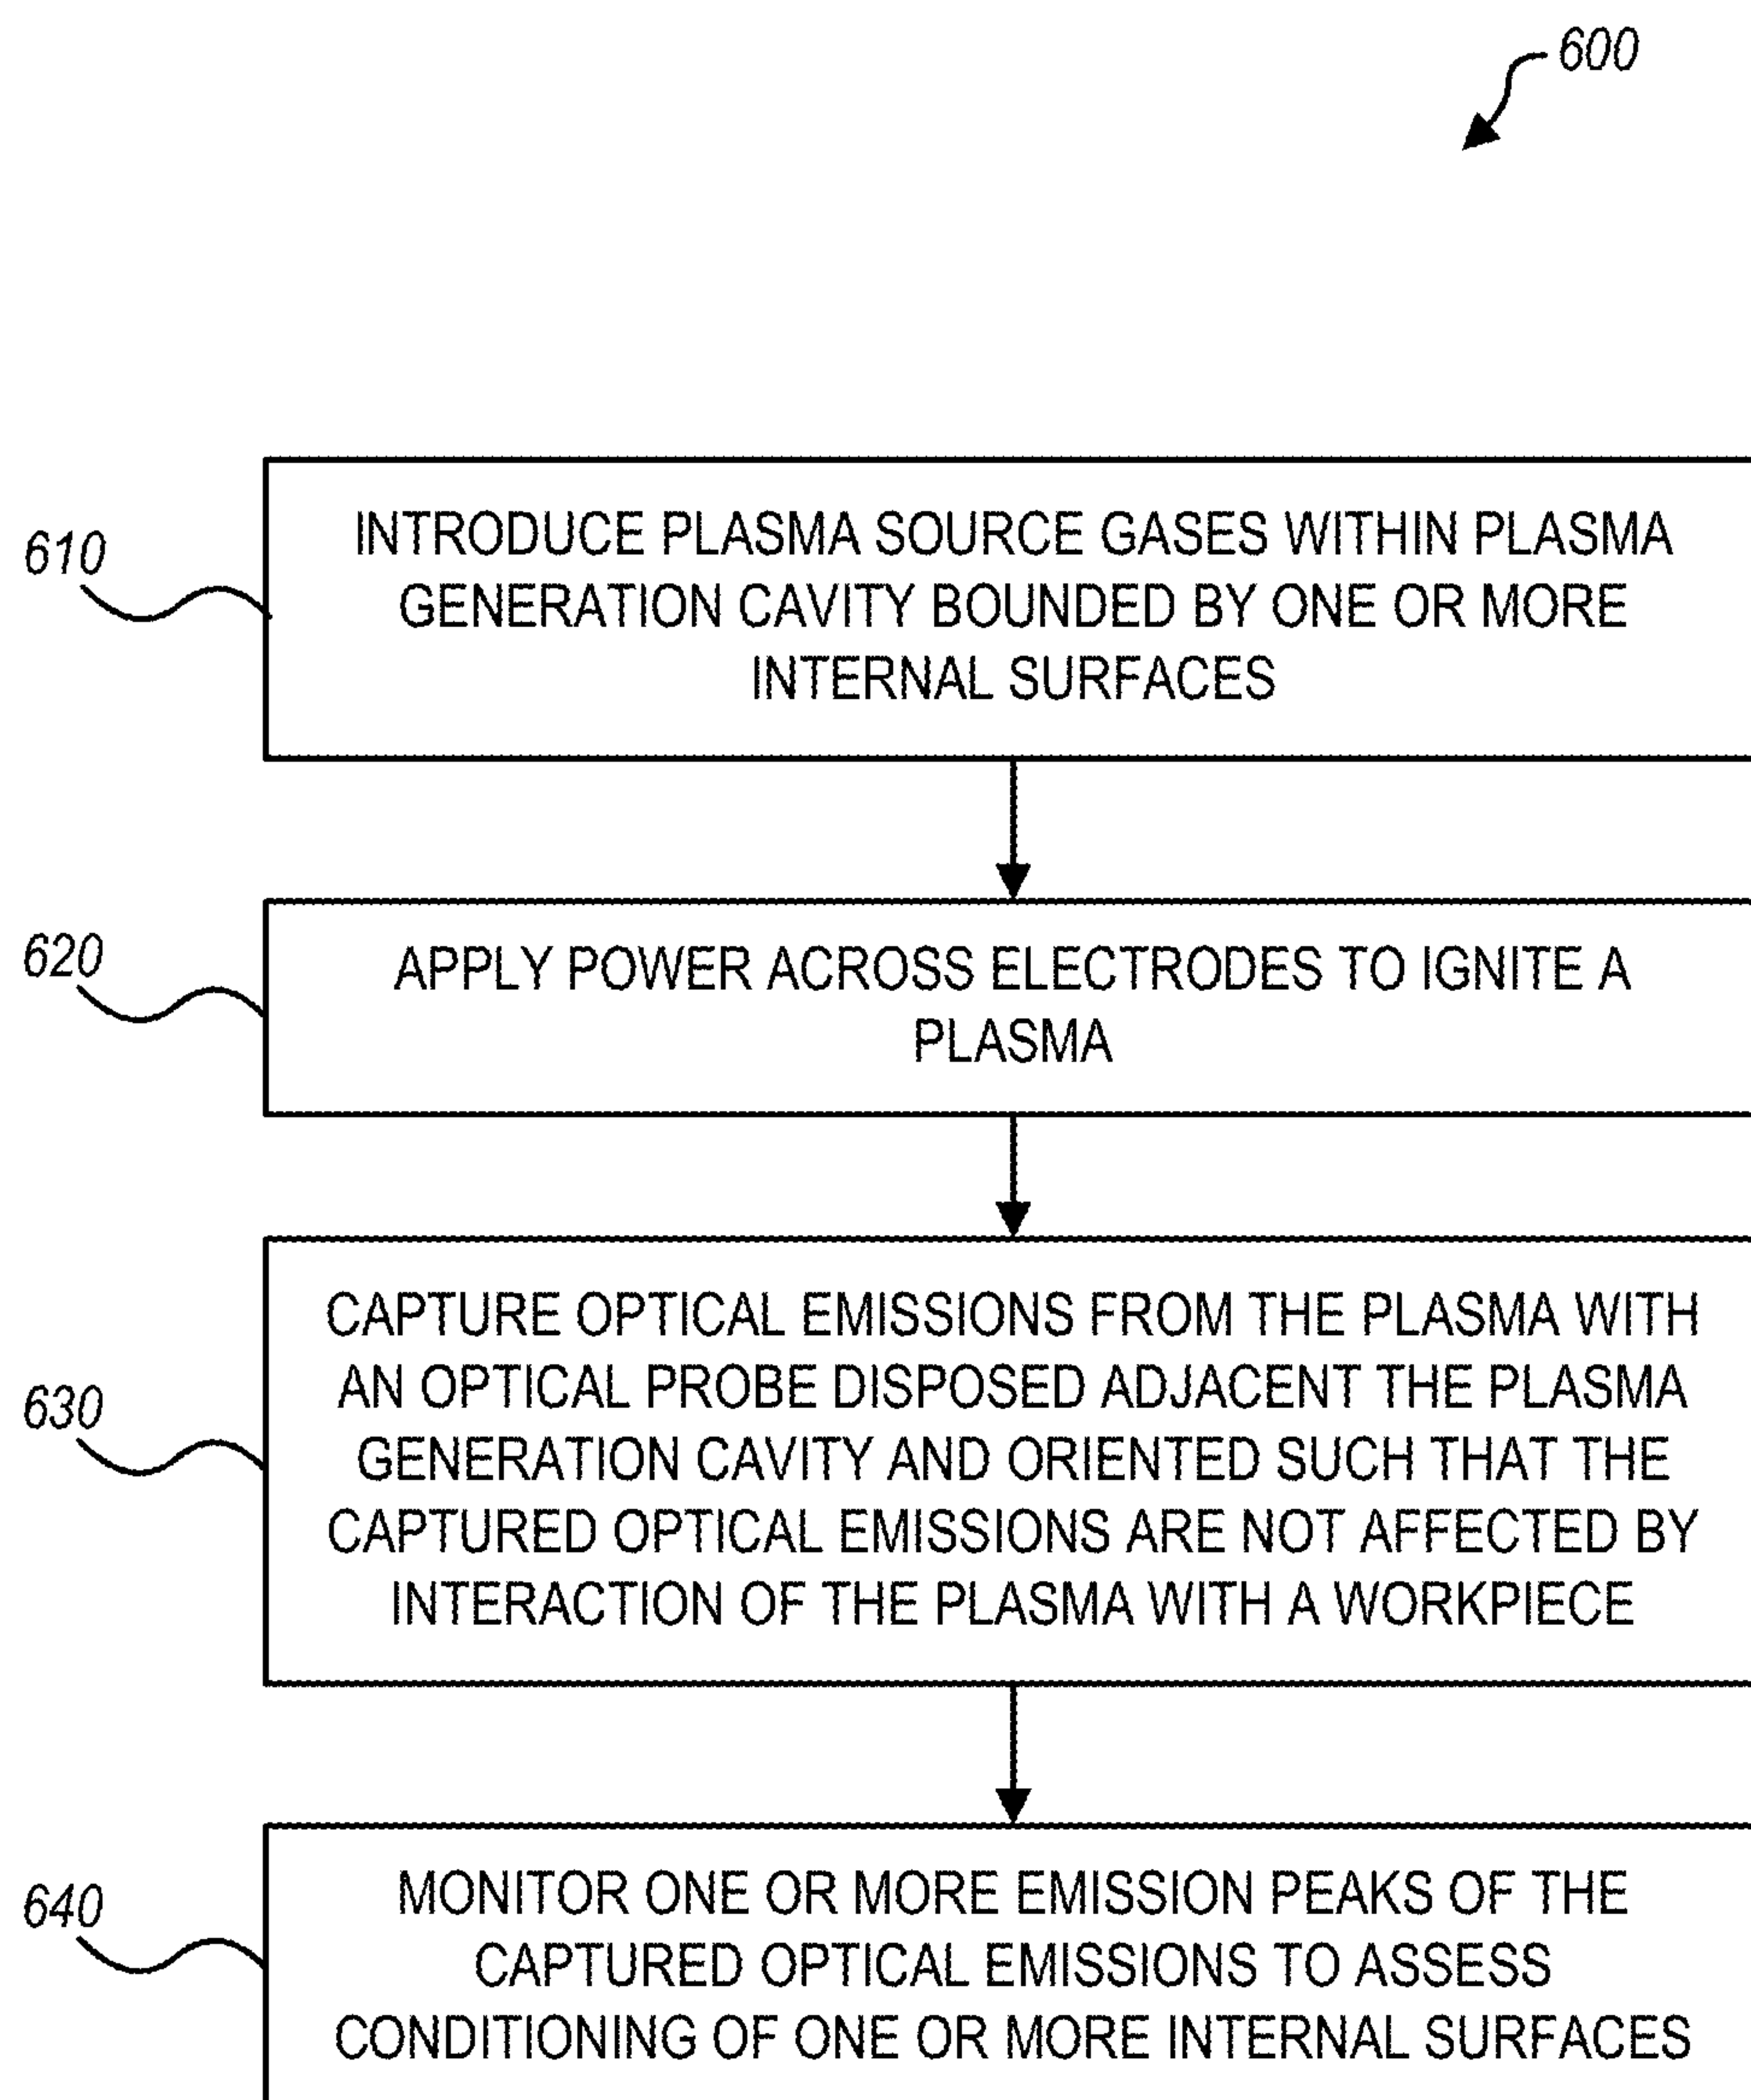 600
610
INTRODUCE PLASMA SOURCE GASES WITHIN PLASMA
GENERATION CAVITY BOUNDED BY ONE OR MORE
INTERNAL SURFACES
620
APPLY POWER ACROSS ELECTRODES TO IGNITE A
PLASMA
630
CAPTURE OPTICAL EMISSIONS FROM THE PLASMA WITH
AN OPTICAL PROBE DISPOSED ADJACENT THE PLASMA
GENERATION CAVITY AND ORIENTED SUCH THAT THE
CAPTURED OPTICAL EMISSIONS ARE NOT AFFECTED BY
INTERACTION OF THE PLASMA WITH A WORKPIECE
640
MONITOR ONE OR MORE EMISSION PEAKS OF THE
CAPTURED OPTICAL EMISSIONS TO ASSESS
CONDITIONING OF ONE OR MORE INTERNAL SURFACES